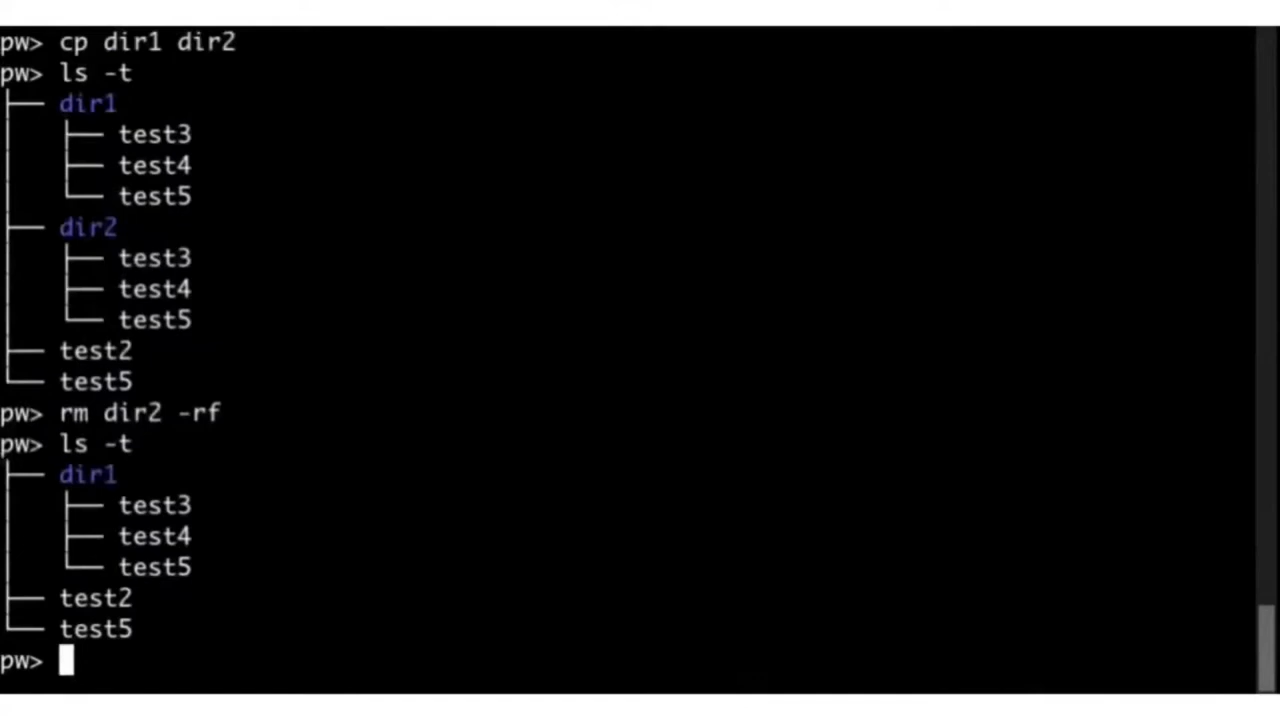 pw> cp dir1 dir2
pw> ls -t
├── dir1
│   ├── test3
│   ├── test4
│   └── test5
├── dir2
│   ├── test3
│   ├── test4
│   └── test5
├── test2
└── test5
pw> rm dir2 -rf
pw> ls -t
├── dir1
│   ├── test3
│   ├── test4
│   └── test5
├── test2
└── test5
pw>